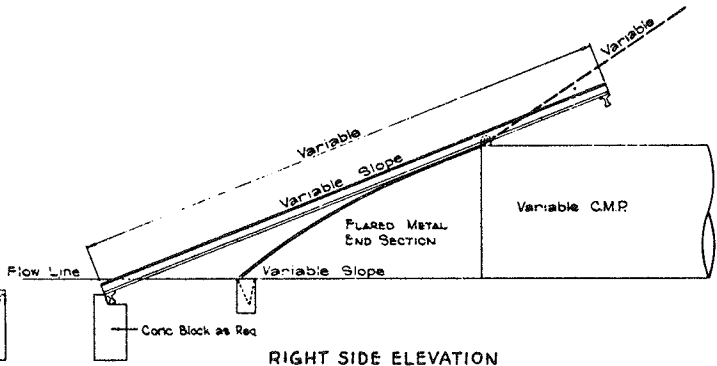 Variable
Variable
Variable Slope
Variable C.M.P.
FLARED METAL
END SECTION
Flow Line
Variable Slope
Conc Block as Req
RIGHT SIDE ELEVATION